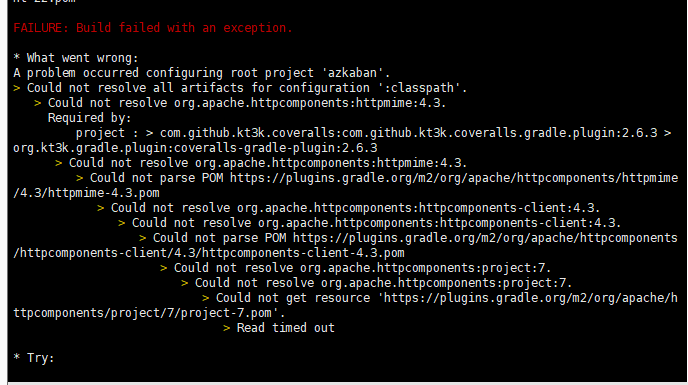 nt-22.pom
FAILURE: Build failed with an exception.
* What went wrong:
A problem occurred configuring root project 'azkaban'.
> Could not resolve all artifacts for configuration ':classpath'.
> Could not resolve org.apache.httpcomponents:httpmime:4.3.
Required by:
project : > com.github.kt3k.coveralls:com.github.kt3k.coveralls.gradle.plugin:2.6.3 >
org.kt3k.gradle.plugin:coveralls-gradle-plugin:2.6.3
> Could not resolve org.apache.httpcomponents:httpmime:4.3.
> Could not parse POM https://plugins.gradle.org/m2/org/apache/httpcomponents/httpmime
/4.3/httpmime-4.3.pom
> Could not resolve org.apache.httpcomponents:httpcomponents-client:4.3.
> Could not resolve org.apache.httpcomponents:httpcomponents-client:4.3.
> Could not parse POM https://plugins.gradle.org/m2/org/apache/httpcomponents
/httpcomponents-client/4.3/httpcomponents-client-4.3.pom
> Could not resolve org.apache.httpcomponents:project:7.
> Could not resolve org.apache.httpcomponents:project:7.
> Could not get resource 'https://plugins.gradle.org/m2/org/apache/h
ttpcomponents/project/7/project-7.pom'.
> Read timed out
* Try: